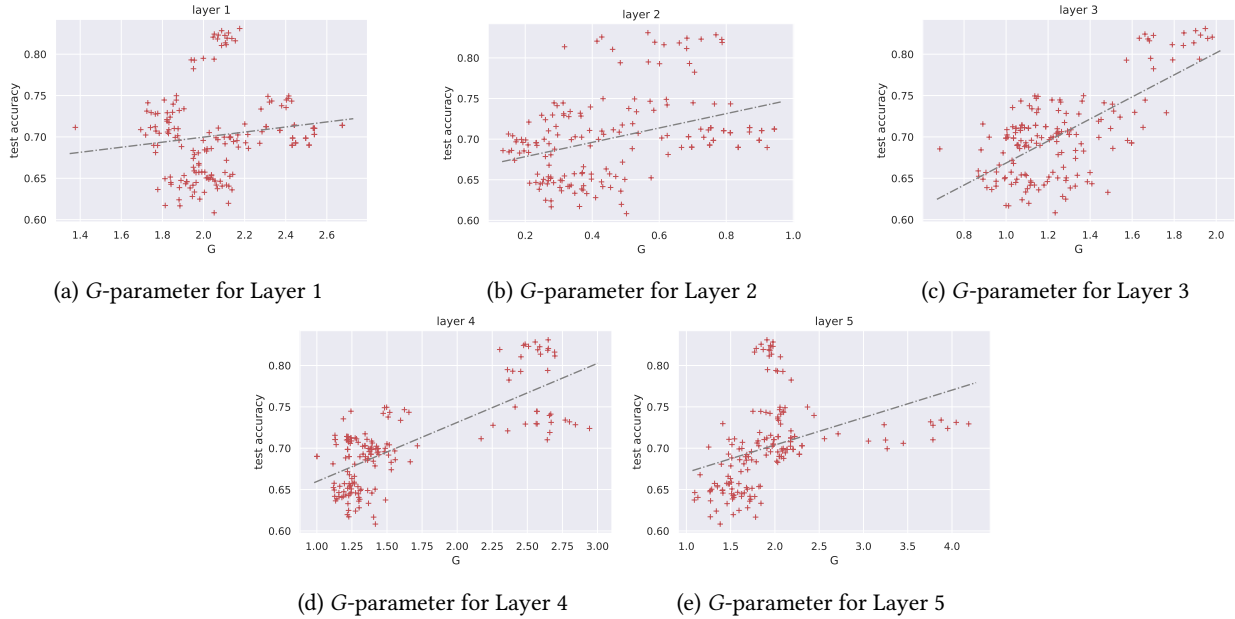 layer 1
test accuracy
0.80
0.75
0.70
0.65
0.60
1.4 1.6 1.8 2.0 2.2 2.4 2.6
G
(a) G-parameter for Layer 1
layer 2
test accuracy
0.80
0.75
0.70
0.65
0.60
0.2 0.4 0.6 0.8 1.0
G
(b) G-parameter for Layer 2
layer 3
test accuracy
0.80
0.75
0.70
0.65
0.60
0.8 1.0 1.2 1.4 1.6 1.8 2.0
G
(c) G-parameter for Layer 3
layer 4
test accuracy
0.80
0.75
0.70
0.65
0.60
1.00 1.25 1.50 1.75 2.00 2.25 2.50 2.75 3.00
G
(d) G-parameter for Layer 4
layer 5
test accuracy
0.80
0.75
0.70
0.65
0.60
1.0 1.5 2.0 2.5 3.0 3.5 4.0
G
(e) G-parameter for Layer 5